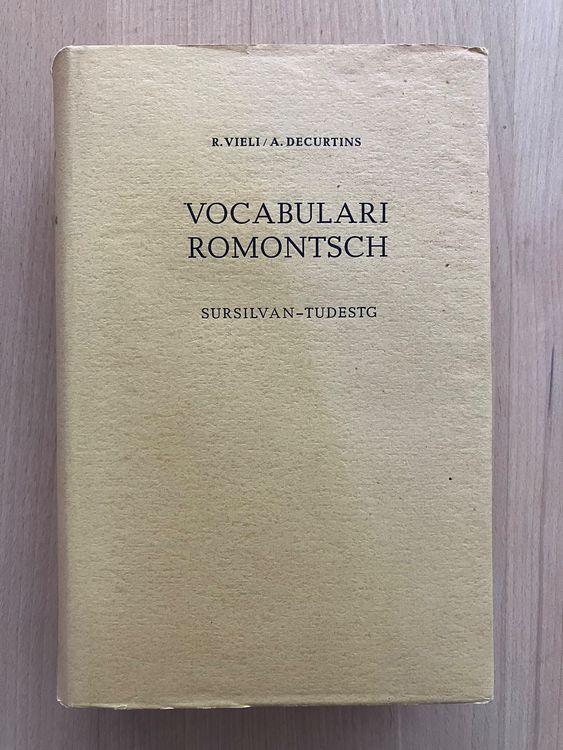 R. VIELI / A. DECURTINS
VOCABULARI
ROMONTSCH
SURSILVAN–TUDESTG